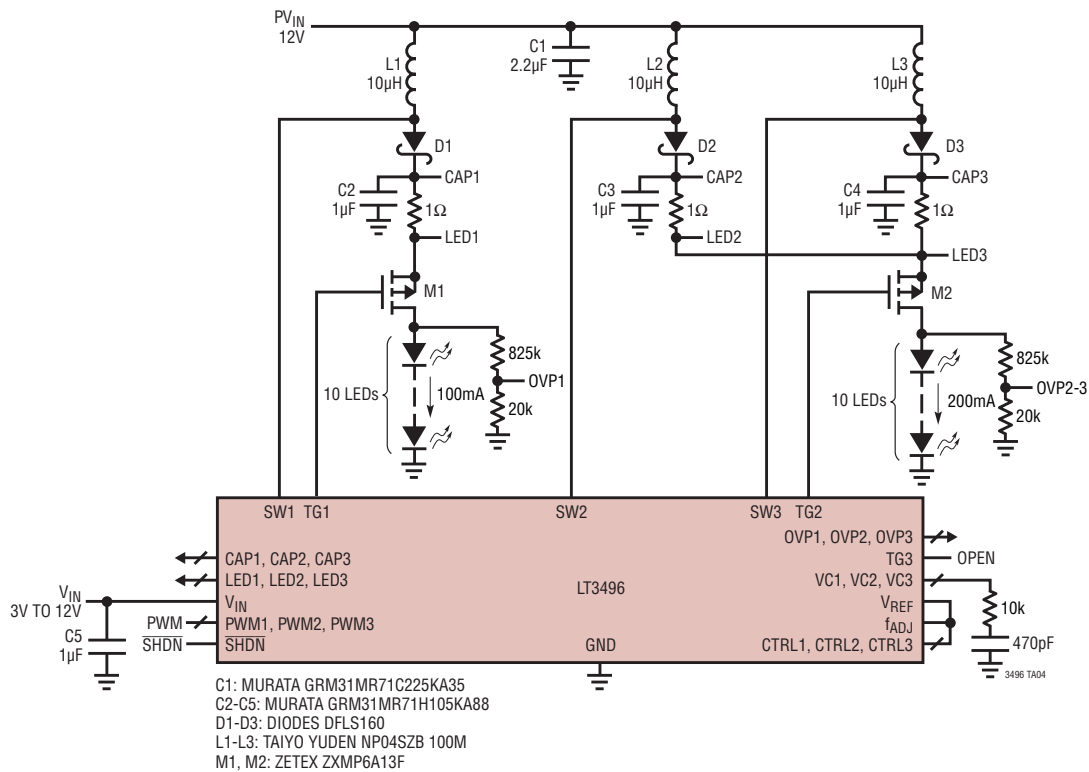 PVIN
12V
C1
2.2µF
L1
10µH
L2
10µH
L3
10µH
D1
D2
D3
CAP1
CAP2
CAP3
C2
1µF
1Ω
C3
1µF
1Ω
C4
1µF
1Ω
LED1
LED2
LED3
M1
M2
825k
OVP1
20k
10 LEDs
100mA
825k
OVP2-3
20k
10 LEDs
200mA
SW1 TG1
SW2
SW3 TG2
OVP1, OVP2, OVP3
CAP1, CAP2, CAP3
TG3
OPEN
LED1, LED2, LED3
LT3496
VC1, VC2, VC3
VIN
3V TO 12V
VIN
VREF
10k
PWM
PWM1, PWM2, PWM3
fADJ
C5
1µF
SHDN
SHDN
GND
CTRL1, CTRL2, CTRL3
470pF
3496 TA04
C1: MURATA GRM31MR71C225KA35
C2-C5: MURATA GRM31MR71H105KA88
D1-D3: DIODES DFLS160
L1-L3: TAIYO YUDEN NP04SZB 100M
M1, M2: ZETEX ZXMP6A13F